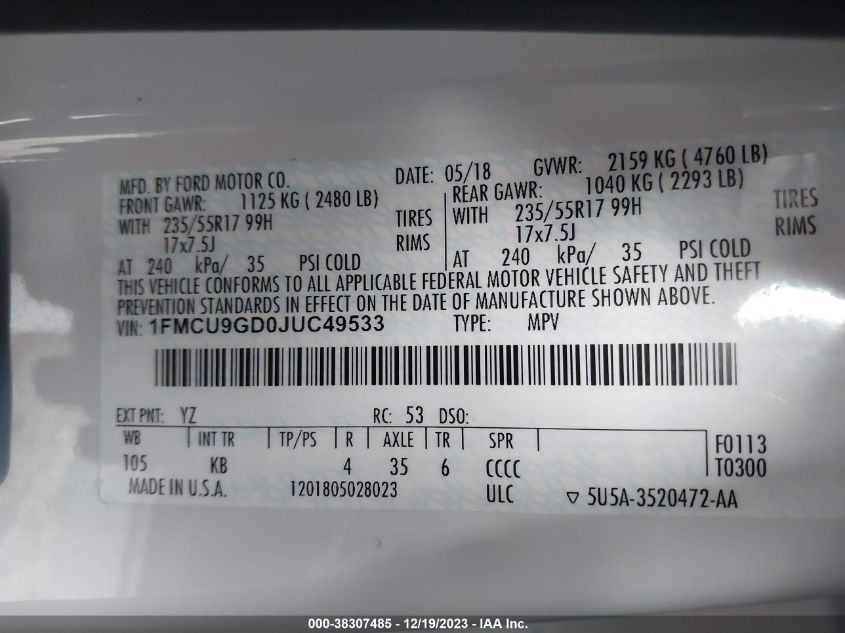 MFD. BY FORD MOTOR CO. DATE: 05/18 GVWR: 2159 KG ( 4760 LB)
FRONT GAWR: 1125 KG ( 2480 LB) REAR GAWR: 1040 KG ( 2293 LB)
WITH 235/55R17 99H TIRES WITH 235/55R17 99H TIRES
17x7.5J RIMS 17x7.5J RIMS
AT 240 kPa/ 35 PSI COLD AT 240 kPa/ 35 PSI COLD
THIS VEHICLE CONFORMS TO ALL APPLICABLE FEDERAL MOTOR VEHICLE SAFETY AND THEFT
PREVENTION STANDARDS IN EFFECT ON THE DATE OF MANUFACTURE SHOWN ABOVE.
VIN: 1FMCU9GD0JUC49533 TYPE: MPV
EXT PNT: YZ RC: 53 DSO:
WB INT TR TP/PS R AXLE TR SPR F0113
105 KB 4 35 6 CCCC T0300
MADE IN U.S.A. 1201805028023 ULC ▽ 5U5A-3520472-AA
000-38307485 - 12/19/2023 - IAA Inc.